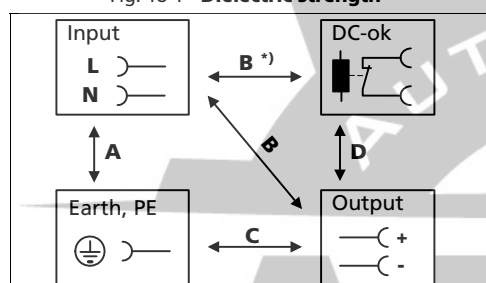 Fig. 18-1 Dielectric strength
Input
DC-ok
L
B *)
N
A
B
D
Earth, PE
Output
C
+
-
A U T